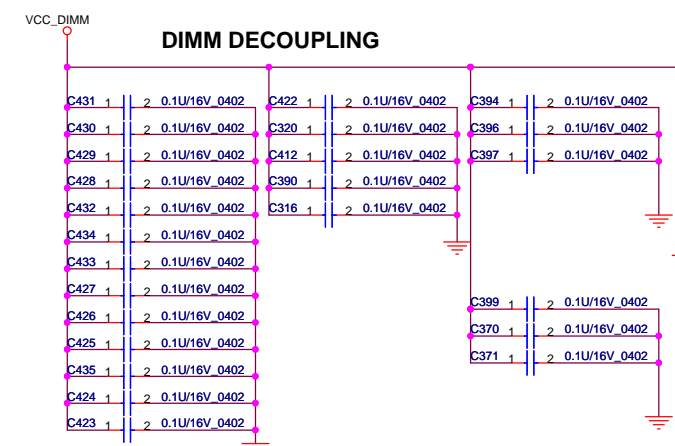 VCC_DIMM
DIMM DECOUPLING
C431 1 2 0.1U/16V_0402
C430 1 2 0.1U/16V_0402
C429 1 2 0.1U/16V_0402
C428 1 2 0.1U/16V_0402
C432 1 2 0.1U/16V_0402
C434 1 2 0.1U/16V_0402
C433 1 2 0.1U/16V_0402
C427 1 2 0.1U/16V_0402
C426 1 2 0.1U/16V_0402
C425 1 2 0.1U/16V_0402
C435 1 2 0.1U/16V_0402
C424 1 2 0.1U/16V_0402
C423 1 2 0.1U/16V_0402
C422 1 2 0.1U/16V_0402
C320 1 2 0.1U/16V_0402
C412 1 2 0.1U/16V_0402
C390 1 2 0.1U/16V_0402
C316 1 2 0.1U/16V_0402
C394 1 2 0.1U/16V_0402
C396 1 2 0.1U/16V_0402
C397 1 2 0.1U/16V_0402
C399 1 2 0.1U/16V_0402
C370 1 2 0.1U/16V_0402
C371 1 2 0.1U/16V_0402